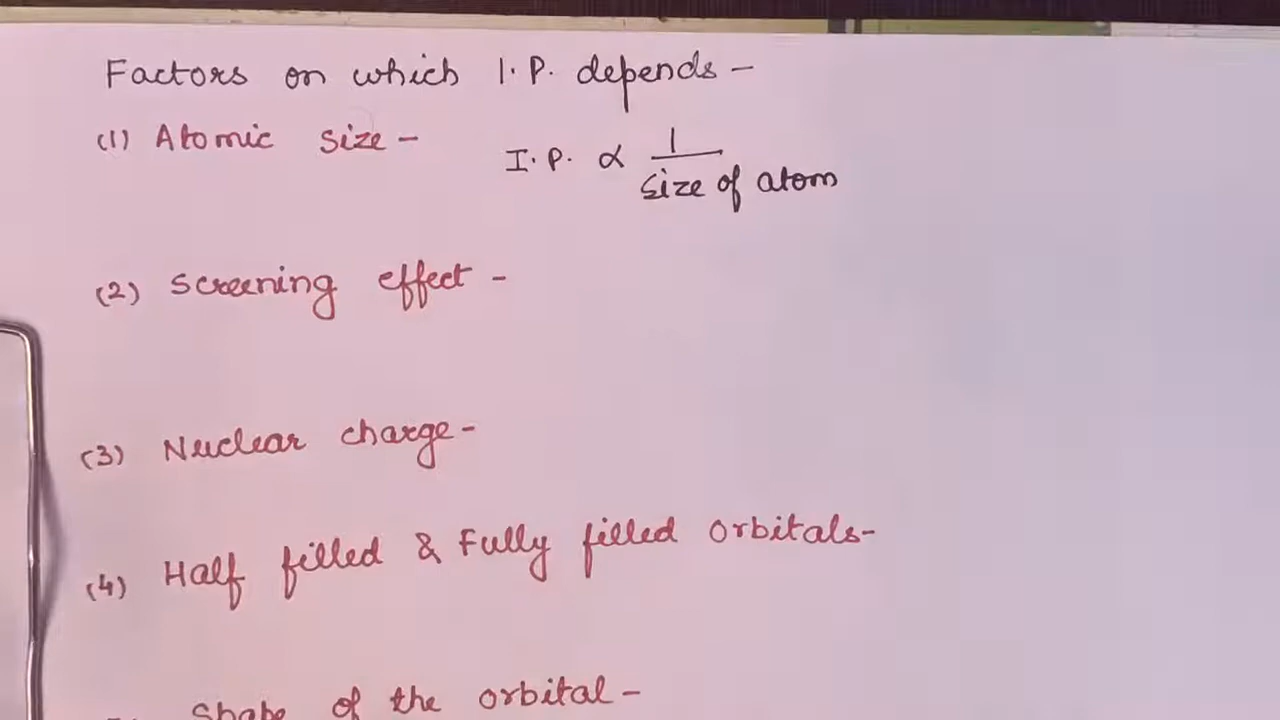 Factors on which I.P. depends -
(1) Atomic size - I.P. ∝ 1/size of atom
(2) Screening effect -
(3) Nuclear charge -
(4) Half filled & Fully filled orbitals -
Shape of the orbital -